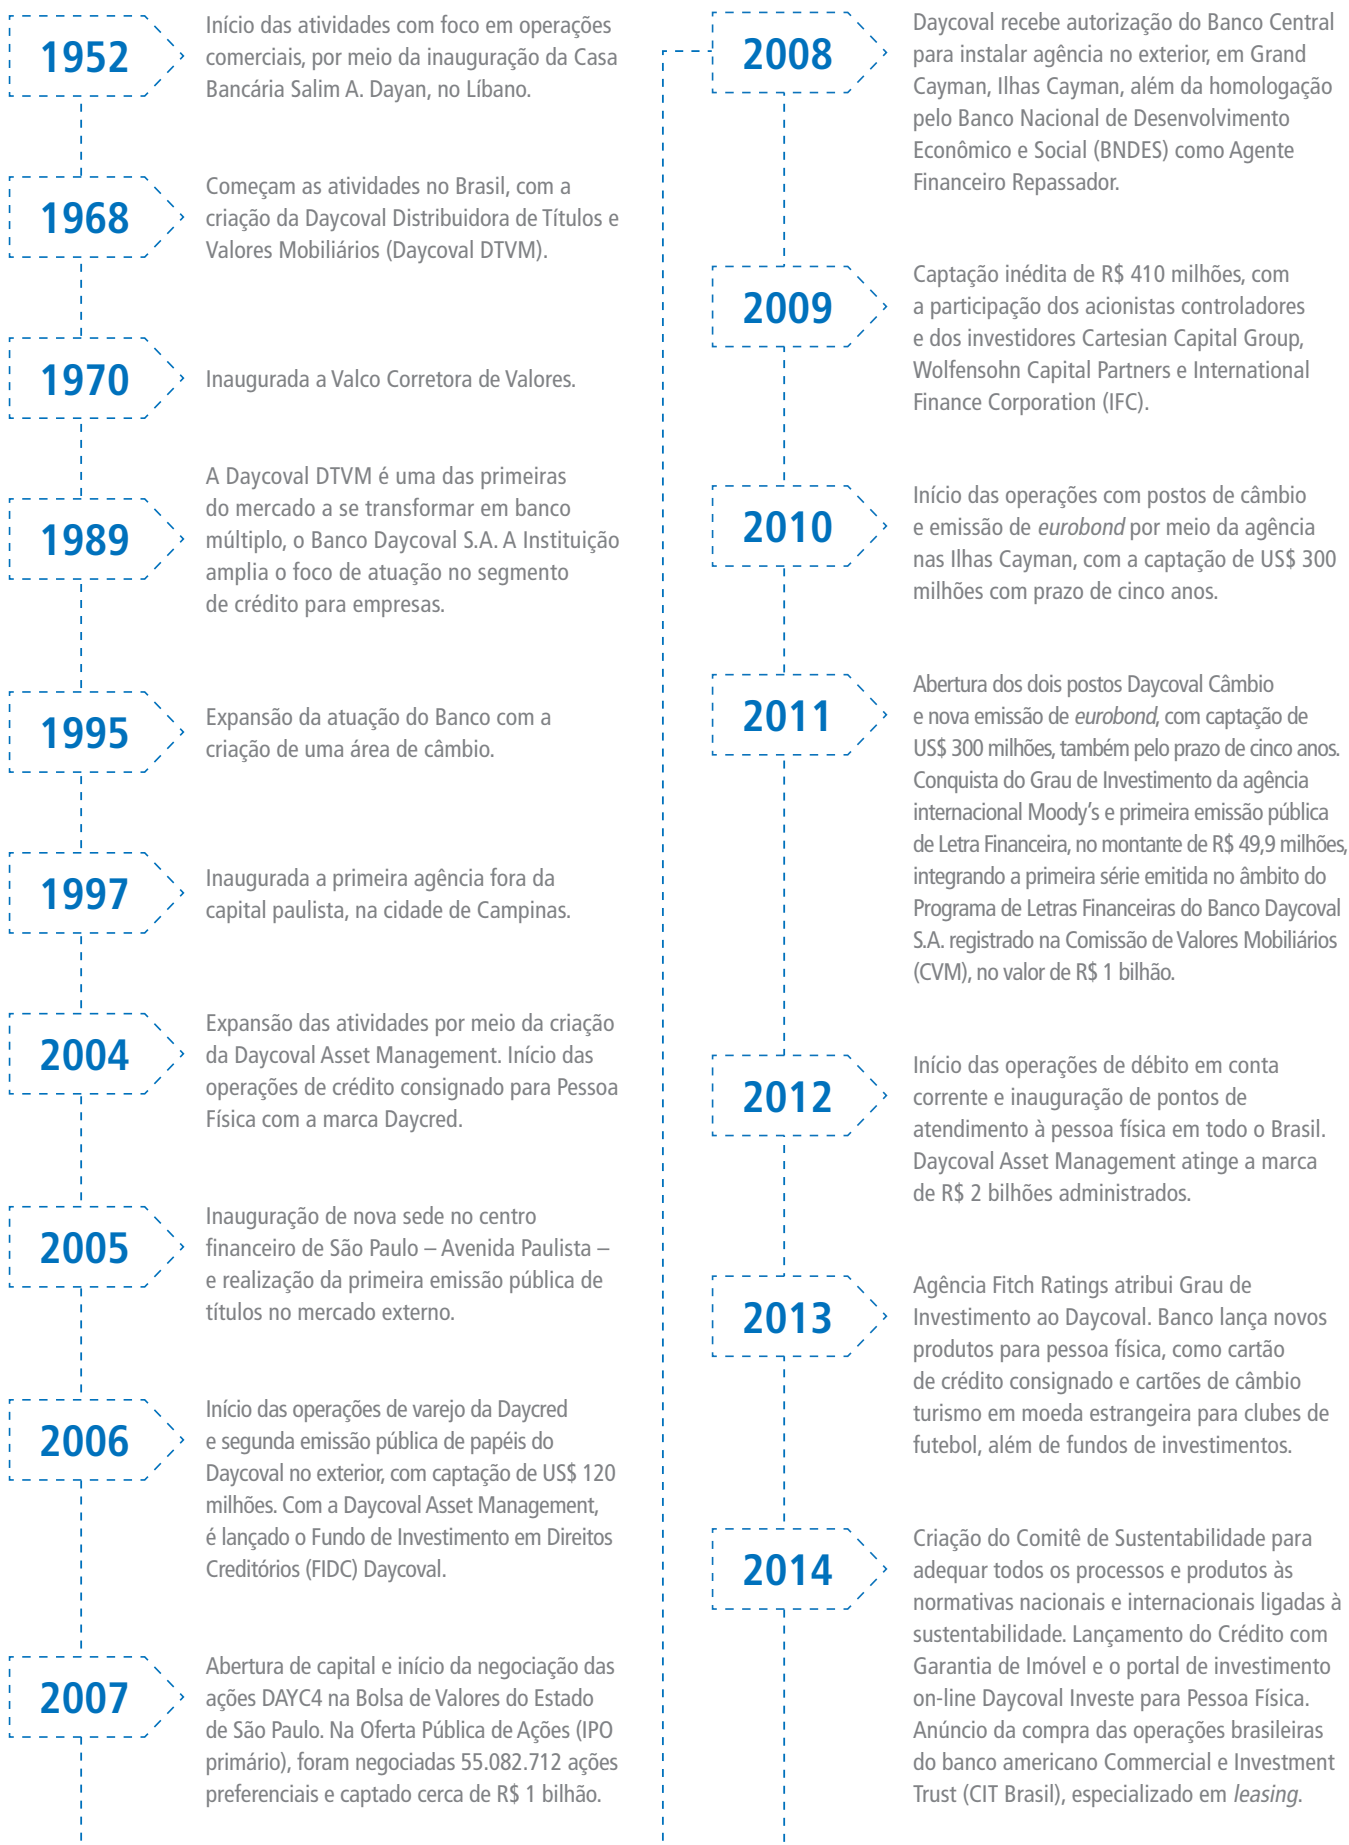 1952
Início das atividades com foco em operações
comerciais, por meio da inauguração da Casa
Bancária Salim A. Dayan, no Líbano.
1968
Começam as atividades no Brasil, com a
criação da Daycoval Distribuidora de Títulos e
Valores Mobiliários (Daycoval DTVM).
1970
Inaugurada a Valco Corretora de Valores.
1989
A Daycoval DTVM é uma das primeiras
do mercado a se transformar em banco
múltiplo, o Banco Daycoval S.A. A Instituição
amplia o foco de atuação no segmento
de crédito para empresas.
1995
Expansão da atuação do Banco com a
criação de uma área de câmbio.
1997
Inaugurada a primeira agência fora da
capital paulista, na cidade de Campinas.
2004
Expansão das atividades por meio da criação
da Daycoval Asset Management. Início das
operações de crédito consignado para Pessoa
Física com a marca Daycred.
2005
Inauguração de nova sede no centro
financeiro de São Paulo – Avenida Paulista –
e realização da primeira emissão pública de
títulos no mercado externo.
2006
Início das operações de varejo da Daycred
e segunda emissão pública de papéis do
Daycoval no exterior, com captação de US$ 120
milhões. Com a Daycoval Asset Management,
é lançado o Fundo de Investimento em Direitos
Creditórios (FIDC) Daycoval.
2007
Abertura de capital e início da negociação das
ações DAYC4 na Bolsa de Valores do Estado
de São Paulo. Na Oferta Pública de Ações (IPO
primário), foram negociadas 55.082.712 ações
preferenciais e captado cerca de R$ 1 bilhão.
2008
Daycoval recebe autorização do Banco Central
para instalar agência no exterior, em Grand
Cayman, Ilhas Cayman, além da homologação
pelo Banco Nacional de Desenvolvimento
Econômico e Social (BNDES) como Agente
Financeiro Repassador.
2009
Captação inédita de R$ 410 milhões, com
a participação dos acionistas controladores
e dos investidores Cartesian Capital Group,
Wolfensohn Capital Partners e International
Finance Corporation (IFC).
2010
Início das operações com postos de câmbio
e emissão de eurobond por meio da agência
nas Ilhas Cayman, com a captação de US$ 300
milhões com prazo de cinco anos.
2011
Abertura dos dois postos Daycoval Câmbio
e nova emissão de eurobond, com captação de
US$ 300 milhões, também pelo prazo de cinco anos.
Conquista do Grau de Investimento da agência
internacional Moody's e primeira emissão pública
de Letra Financeira, no montante de R$ 49,9 milhões,
integrando a primeira série emitida no âmbito do
Programa de Letras Financeiras do Banco Daycoval
S.A. registrado na Comissão de Valores Mobiliários
(CVM), no valor de R$ 1 bilhão.
2012
Início das operações de débito em conta
corrente e inauguração de pontos de
atendimento à pessoa física em todo o Brasil.
Daycoval Asset Management atinge a marca
de R$ 2 bilhões administrados.
2013
Agência Fitch Ratings atribui Grau de
Investimento ao Daycoval. Banco lança novos
produtos para pessoa física, como cartão
de crédito consignado e cartões de câmbio
turismo em moeda estrangeira para clubes de
futebol, além de fundos de investimentos.
2014
Criação do Comitê de Sustentabilidade para
adequar todos os processos e produtos às
normativas nacionais e internacionais ligadas à
sustentabilidade. Lançamento do Crédito com
Garantia de Imóvel e o portal de investimento
on-line Daycoval Investe para Pessoa Física.
Anúncio da compra das operações brasileiras
do banco americano Commercial e Investment
Trust (CIT Brasil), especializado em leasing.